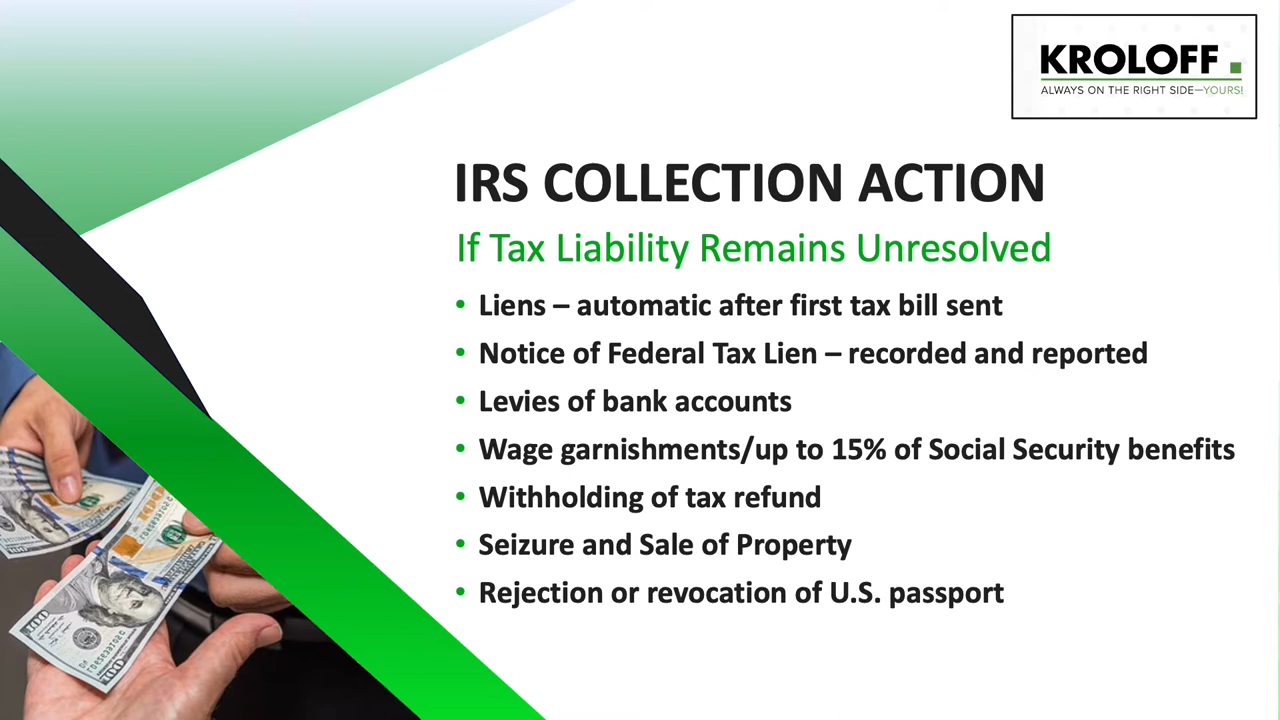 KROLOFF
ALWAYS ON THE RIGHT SIDE—YOURS!
IRS COLLECTION ACTION
If Tax Liability Remains Unresolved
• Liens – automatic after first tax bill sent
• Notice of Federal Tax Lien – recorded and reported
• Levies of bank accounts
• Wage garnishments/up to 15% of Social Security benefits
• Withholding of tax refund
• Seizure and Sale of Property
• Rejection or revocation of U.S. passport
100
100